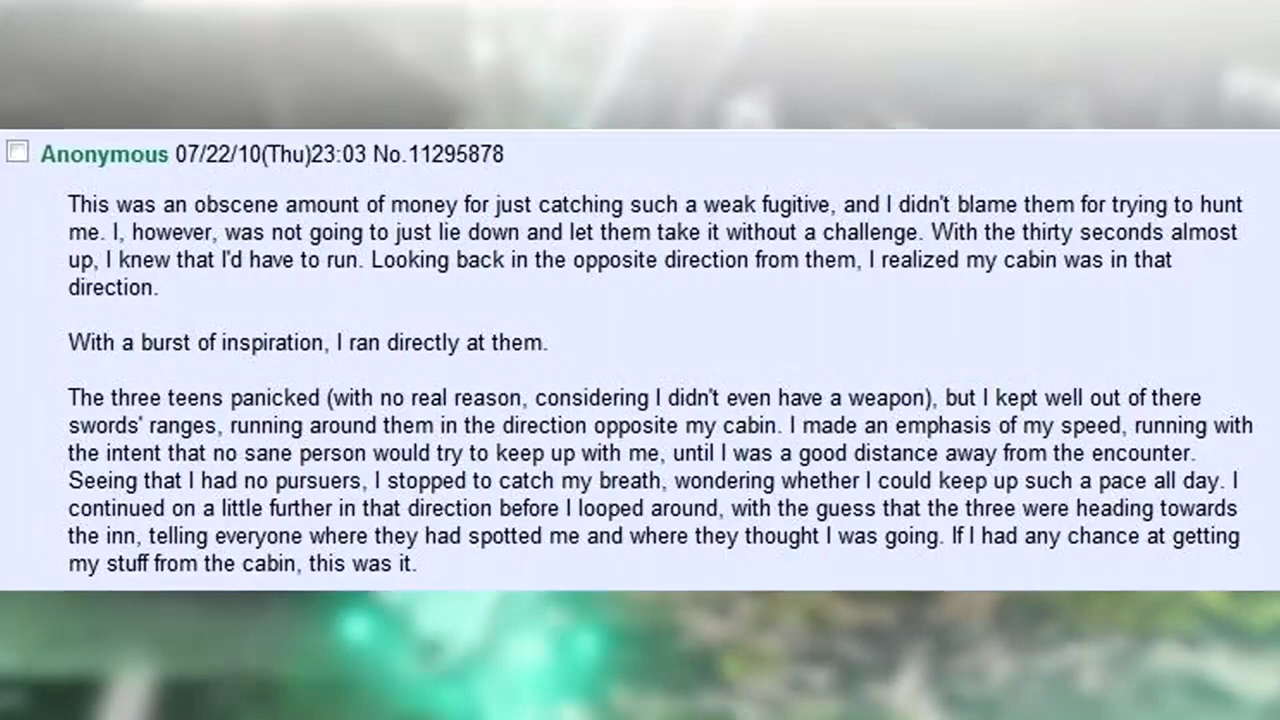 Anonymous 07/22/10(Thu)23:03 No.11295878
This was an obscene amount of money for just catching such a weak fugitive, and I didn't blame them for trying to hunt
me. I, however, was not going to just lie down and let them take it without a challenge. With the thirty seconds almost
up, I knew that I'd have to run. Looking back in the opposite direction from them, I realized my cabin was in that
direction.
With a burst of inspiration, I ran directly at them.
The three teens panicked (with no real reason, considering I didn't even have a weapon), but I kept well out of there
swords' ranges, running around them in the direction opposite my cabin. I made an emphasis of my speed, running with
the intent that no sane person would try to keep up with me, until I was a good distance away from the encounter.
Seeing that I had no pursuers, I stopped to catch my breath, wondering whether I could keep up such a pace all day. I
continued on a little further in that direction before I looped around, with the guess that the three were heading towards
the inn, telling everyone where they had spotted me and where they thought I was going. If I had any chance at getting
my stuff from the cabin, this was it.